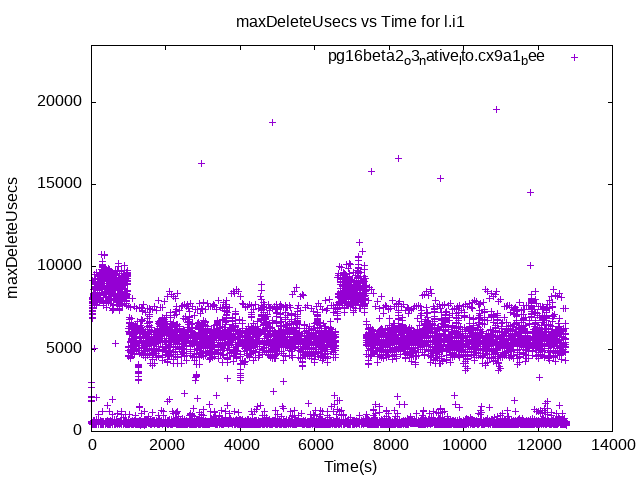 maxDeleteUsecs vs Time for l.i1
pg16beta2_o3_native_lto.cx9a1_bee
20000
15000
10000
5000
0
maxDeleteUsecs
0 2000 4000 6000 8000 10000 12000 14000
Time(s)